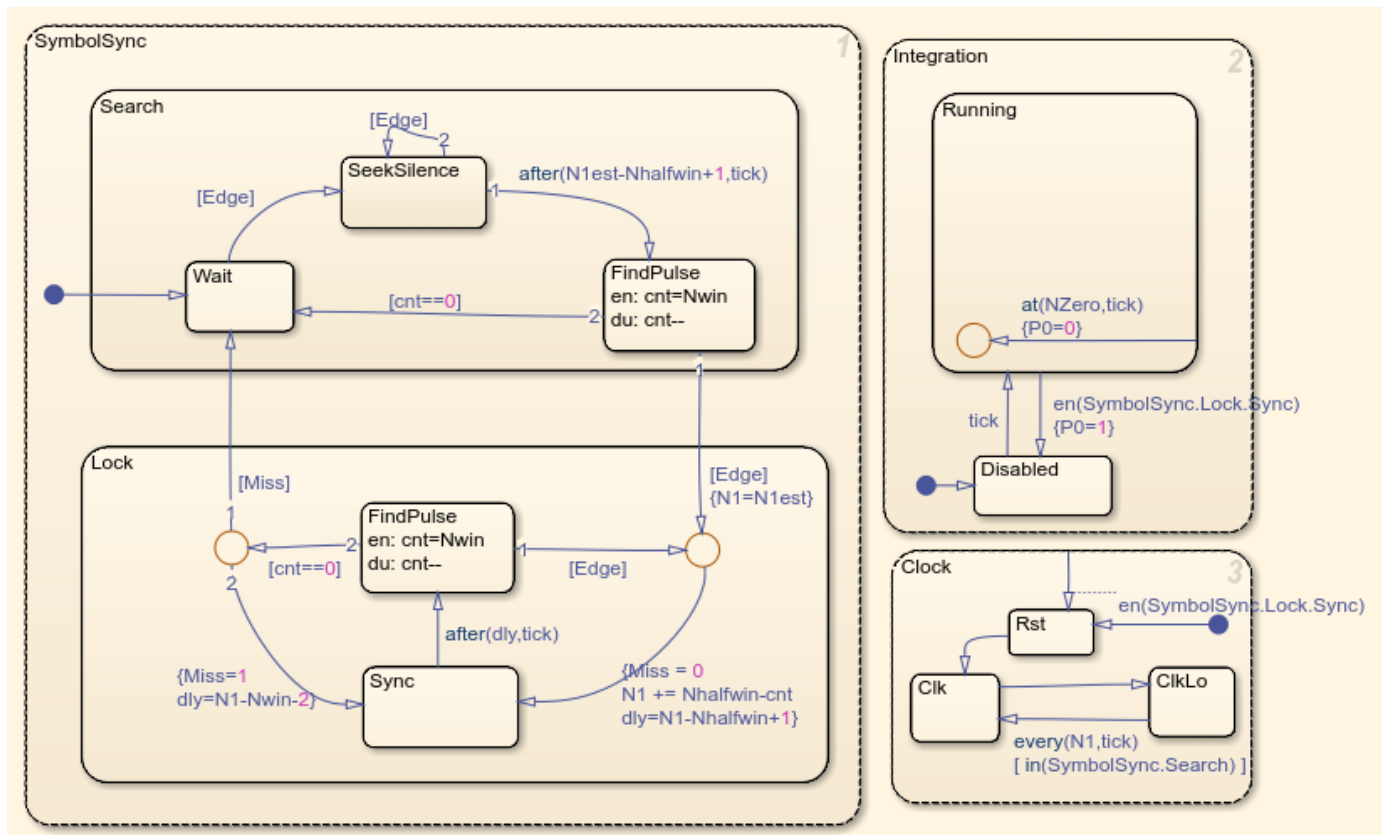 SymbolSync
1
Search
[Edge]
2
SeekSilence
1
after(N1est-Nhalfwin+1,tick)
[Edge]
Wait
FindPulse
en: cnt=Nwin
du: cnt--
[cnt==0]
2
1
Lock
[Miss]
1
[Edge]
{N1=N1est}
FindPulse
en: cnt=Nwin
du: cnt--
2
1
[cnt==0]
[Edge]
2
after(dly,tick)
{Miss=1
dly=N1-Nwin-2}
Sync
{Miss = 0
N1 += Nhalfwin-cnt
dly=N1-Nhalfwin+1}
Integration
2
Running
at(NZero,tick)
{P0=0}
tick
en(SymbolSync.Lock.Sync)
{P0=1}
Disabled
Clock
3
en(SymbolSync.Lock.Sync)
Rst
Clk
ClkLo
every(N1,tick)
[ in(SymbolSync.Search) ]